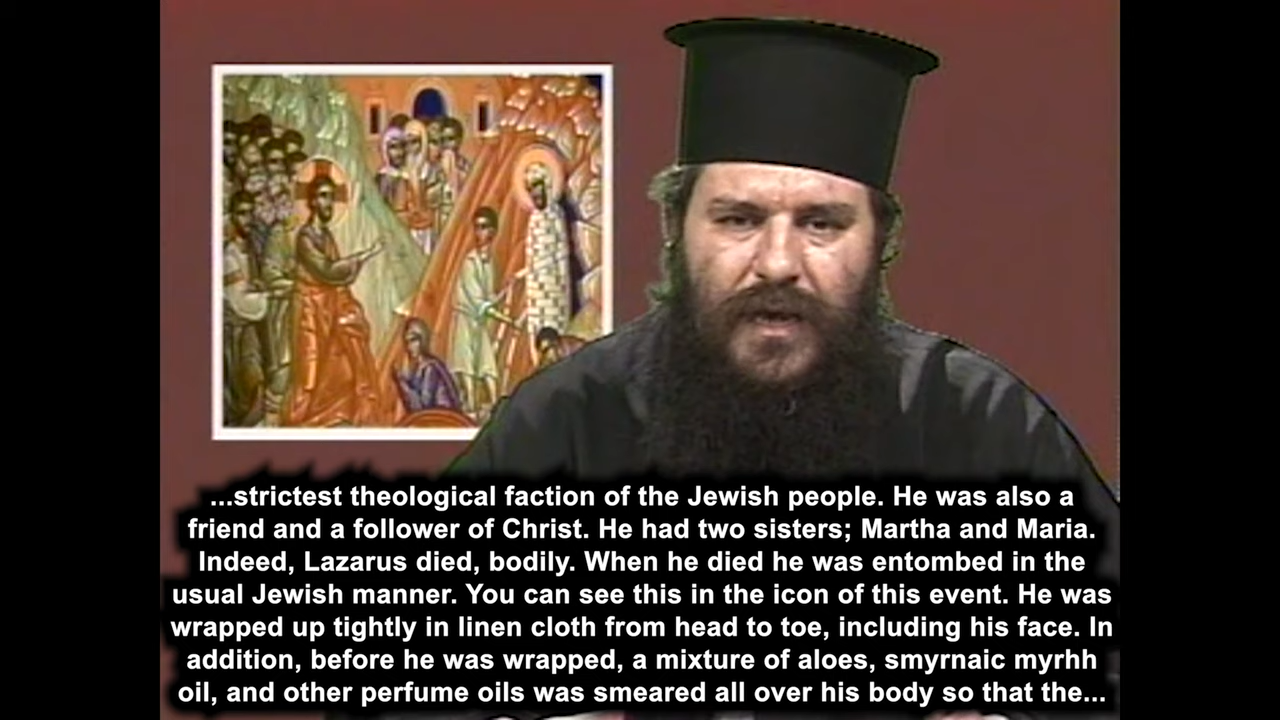 ...strictest theological faction of the Jewish people. He was also a
friend and a follower of Christ. He had two sisters; Martha and Maria.
Indeed, Lazarus died, bodily. When he died he was entombed in the
usual Jewish manner. You can see this in the icon of this event. He was
wrapped up tightly in linen cloth from head to toe, including his face. In
addition, before he was wrapped, a mixture of aloes, smyrnaic myrhh
oil, and other perfume oils was smeared all over his body so that the...